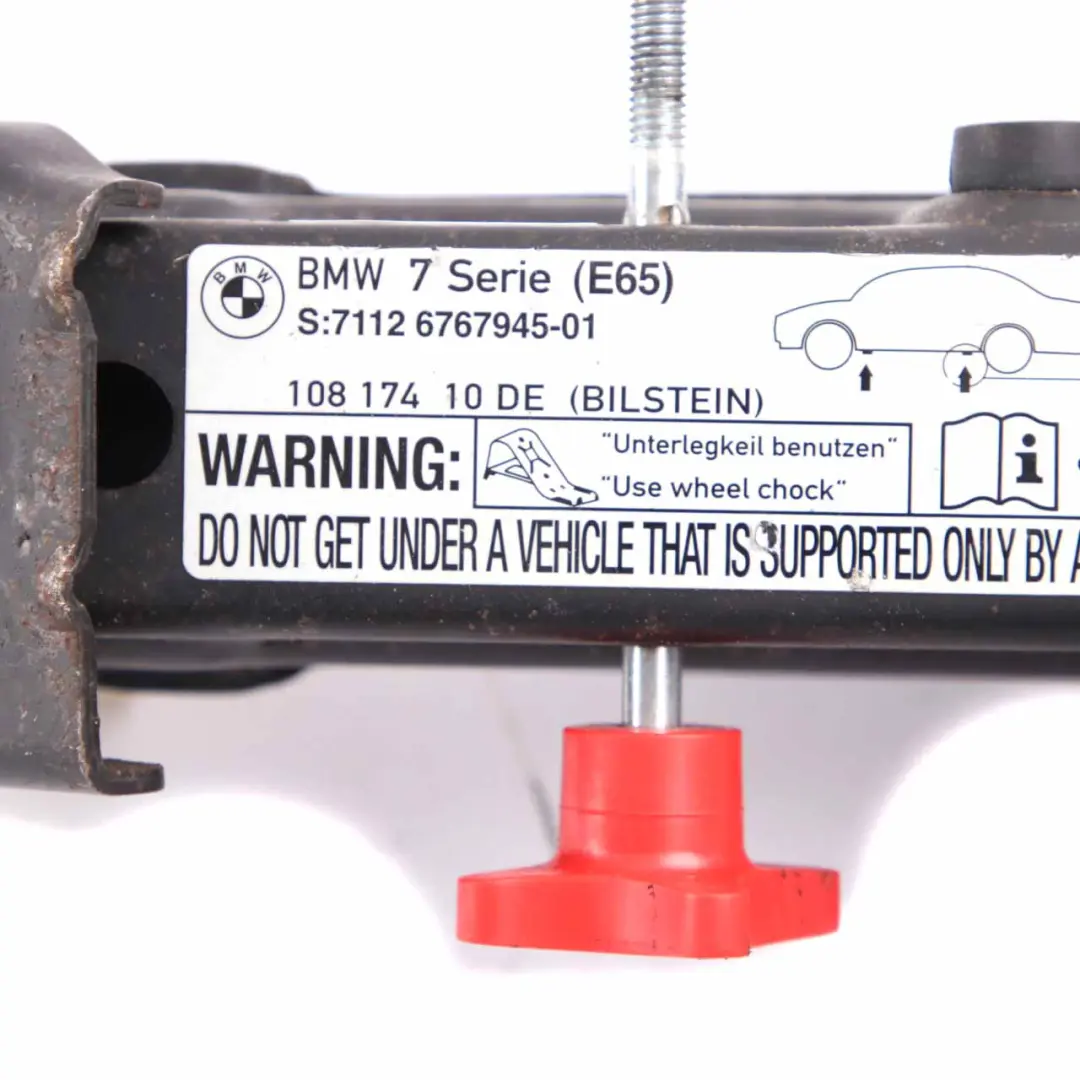 BMW
BMW 7 Serie (E65)
S:7112 6767945-01
108 174 10 DE (BILSTEIN)
WARNING:
"Unterlegkeil benutzen"
"Use wheel chock"
i
DO NOT GET UNDER A VEHICLE THAT IS SUPPORTED ONLY BY A